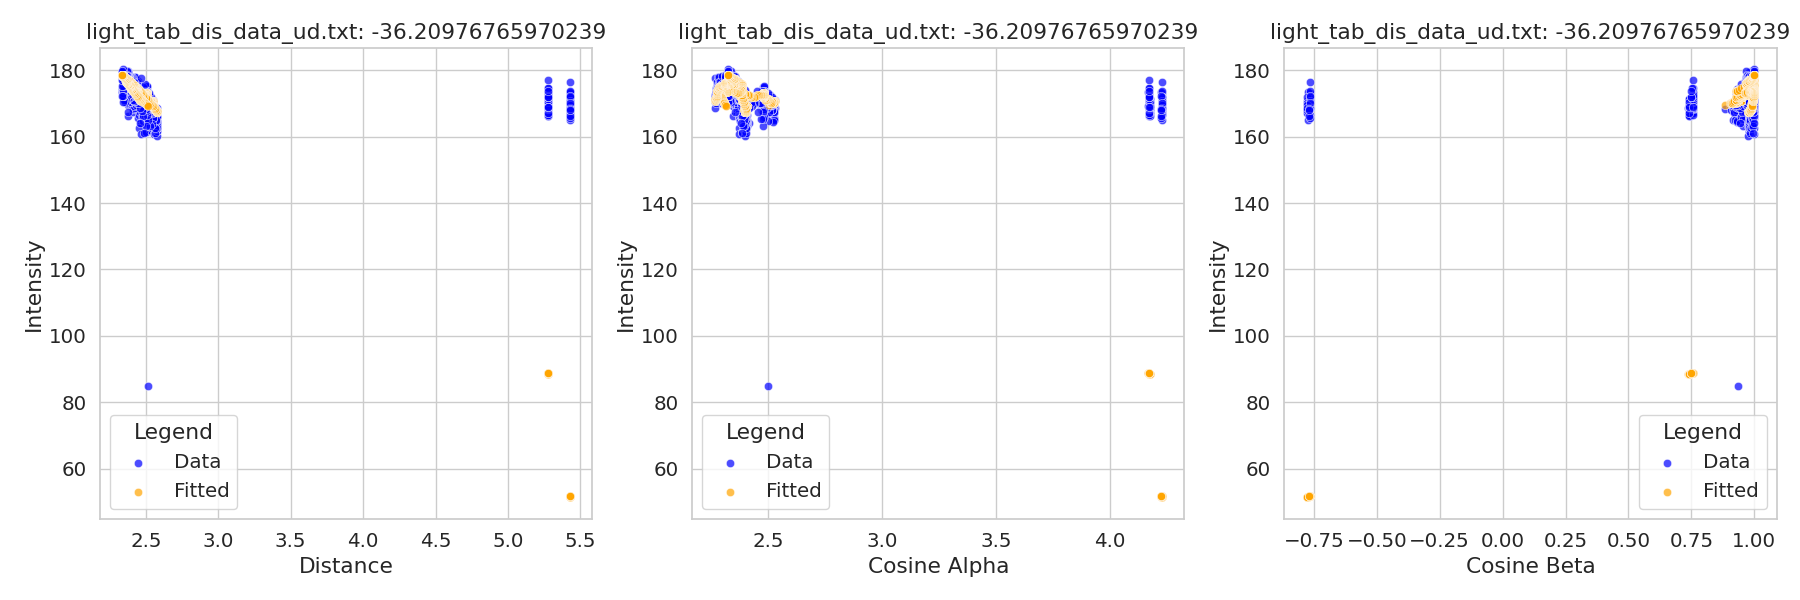 light_tab_dis_data_ud.txt: -36.20976765970239
180
160
140
120
100
80
60
Intensity
Legend
Data
Fitted
2.5 3.0 3.5 4.0 4.5 5.0 5.5
Distance
light_tab_dis_data_ud.txt: -36.20976765970239
180
160
140
120
100
80
60
Intensity
Legend
Data
Fitted
2.5 3.0 3.5 4.0
Cosine Alpha
light_tab_dis_data_ud.txt: -36.20976765970239
180
160
140
120
100
80
60
Intensity
Legend
Data
Fitted
−0.75 −0.50 −0.25 0.00 0.25 0.50 0.75 1.00
Cosine Beta